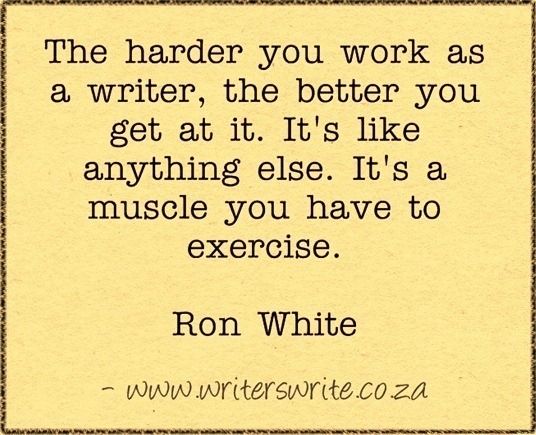 The harder you work as
a writer, the better you
get at it. It's like
anything else. It's a
muscle you have to
exercise.
Ron White
- www.writerswrite.co.za